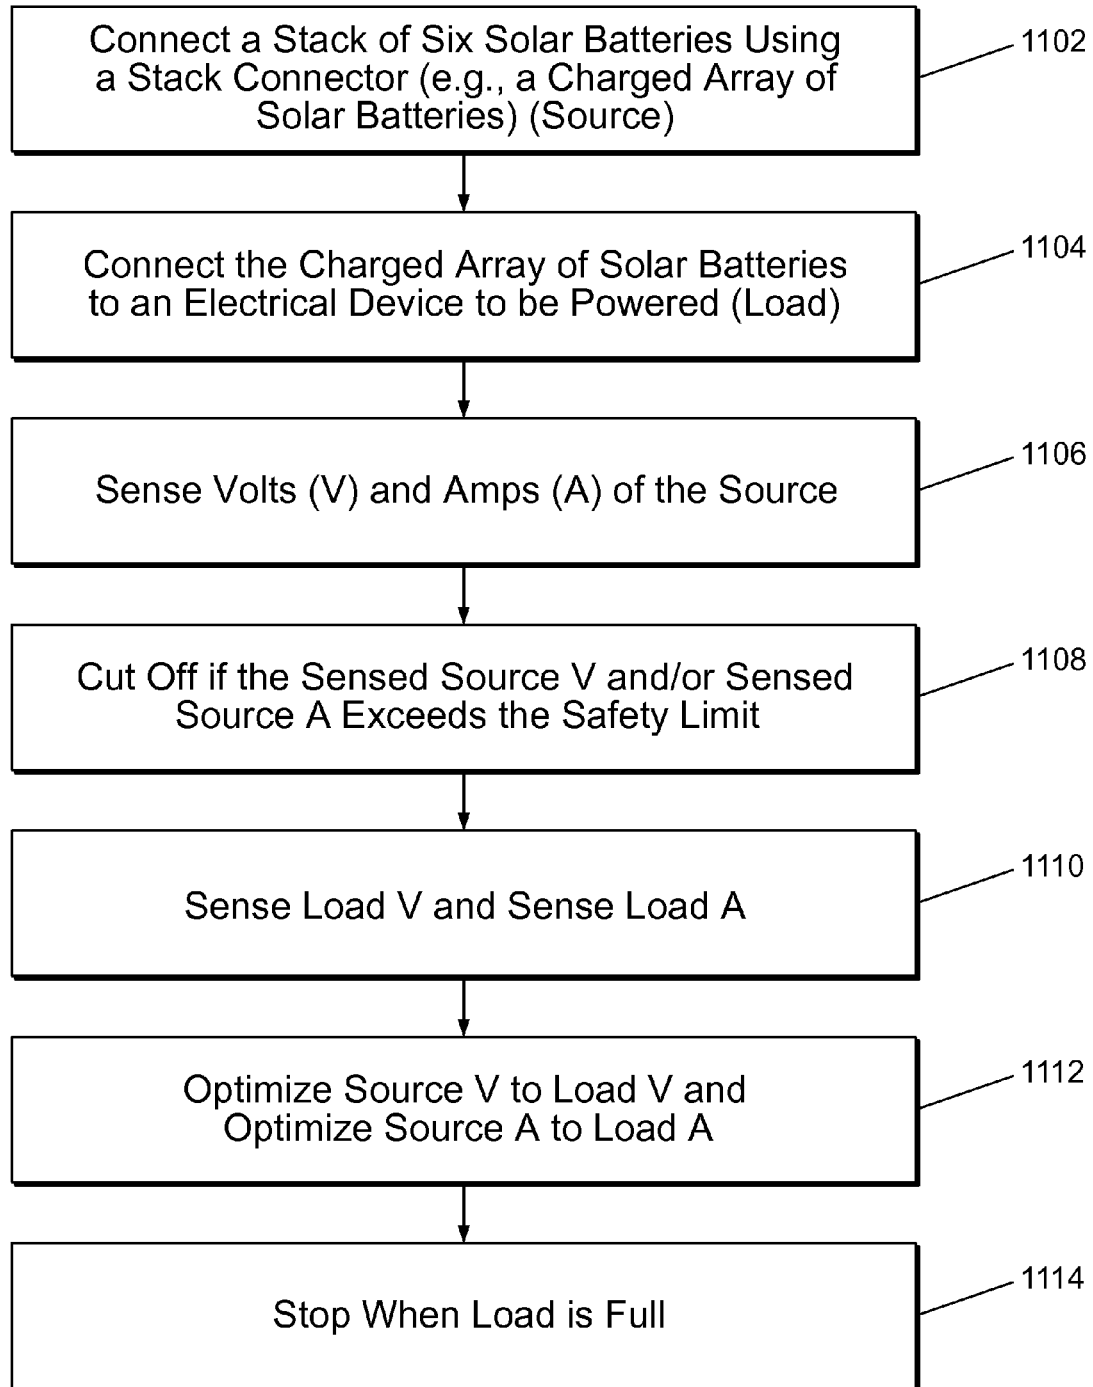 Connect a Stack of Six Solar Batteries Using
a Stack Connector (e.g., a Charged Array of
Solar Batteries) (Source)
1102
Connect the Charged Array of Solar Batteries
to an Electrical Device to be Powered (Load)
1104
Sense Volts (V) and Amps (A) of the Source
1106
Cut Off if the Sensed Source V and/or Sensed
Source A Exceeds the Safety Limit
1108
Sense Load V and Sense Load A
1110
Optimize Source V to Load V and
Optimize Source A to Load A
1112
Stop When Load is Full
1114